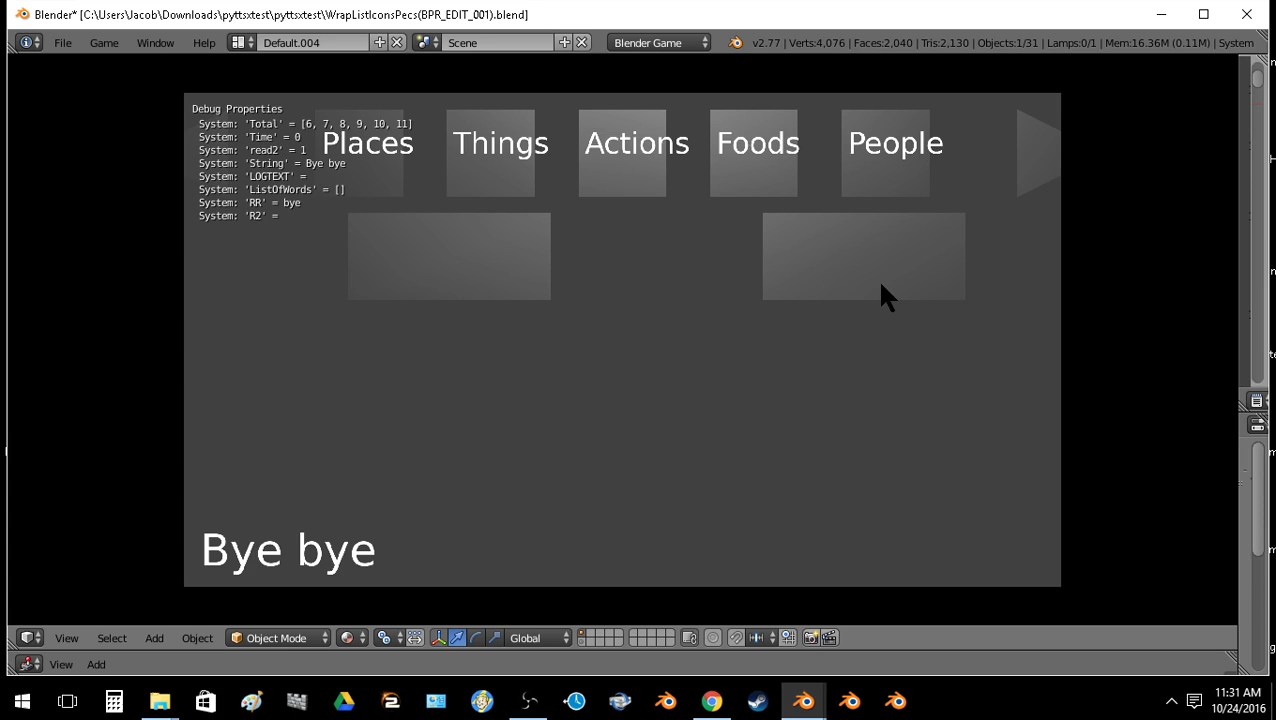 Blender* [C:\Users\Jacob\Downloads\pyttsxtest\pyttsxtest\WrapListIconsPecs(BPR_EDIT_001).blend]
File Game Window Help Default.004 Scene Blender Game v2.77 | Verts:4,076 | Faces:2,040 | Tris:2,130 | Objects:1/31 | Lamps:0/1 | Mem:16.36M (0.11M) | System
Debug Properties
System: 'Total' = [6, 7, 8, 9, 10, 11]
System: 'Time' = 0
System: 'read2' = 1
System: 'String' = Bye bye
System: 'LOGTEXT' =
System: 'ListOfWords' = []
System: 'RR' = bye
System: 'R2' =
Places Things Actions Foods People
Bye bye
View Select Add Object Object Mode Global
View Add
11:31 AM
10/24/2016